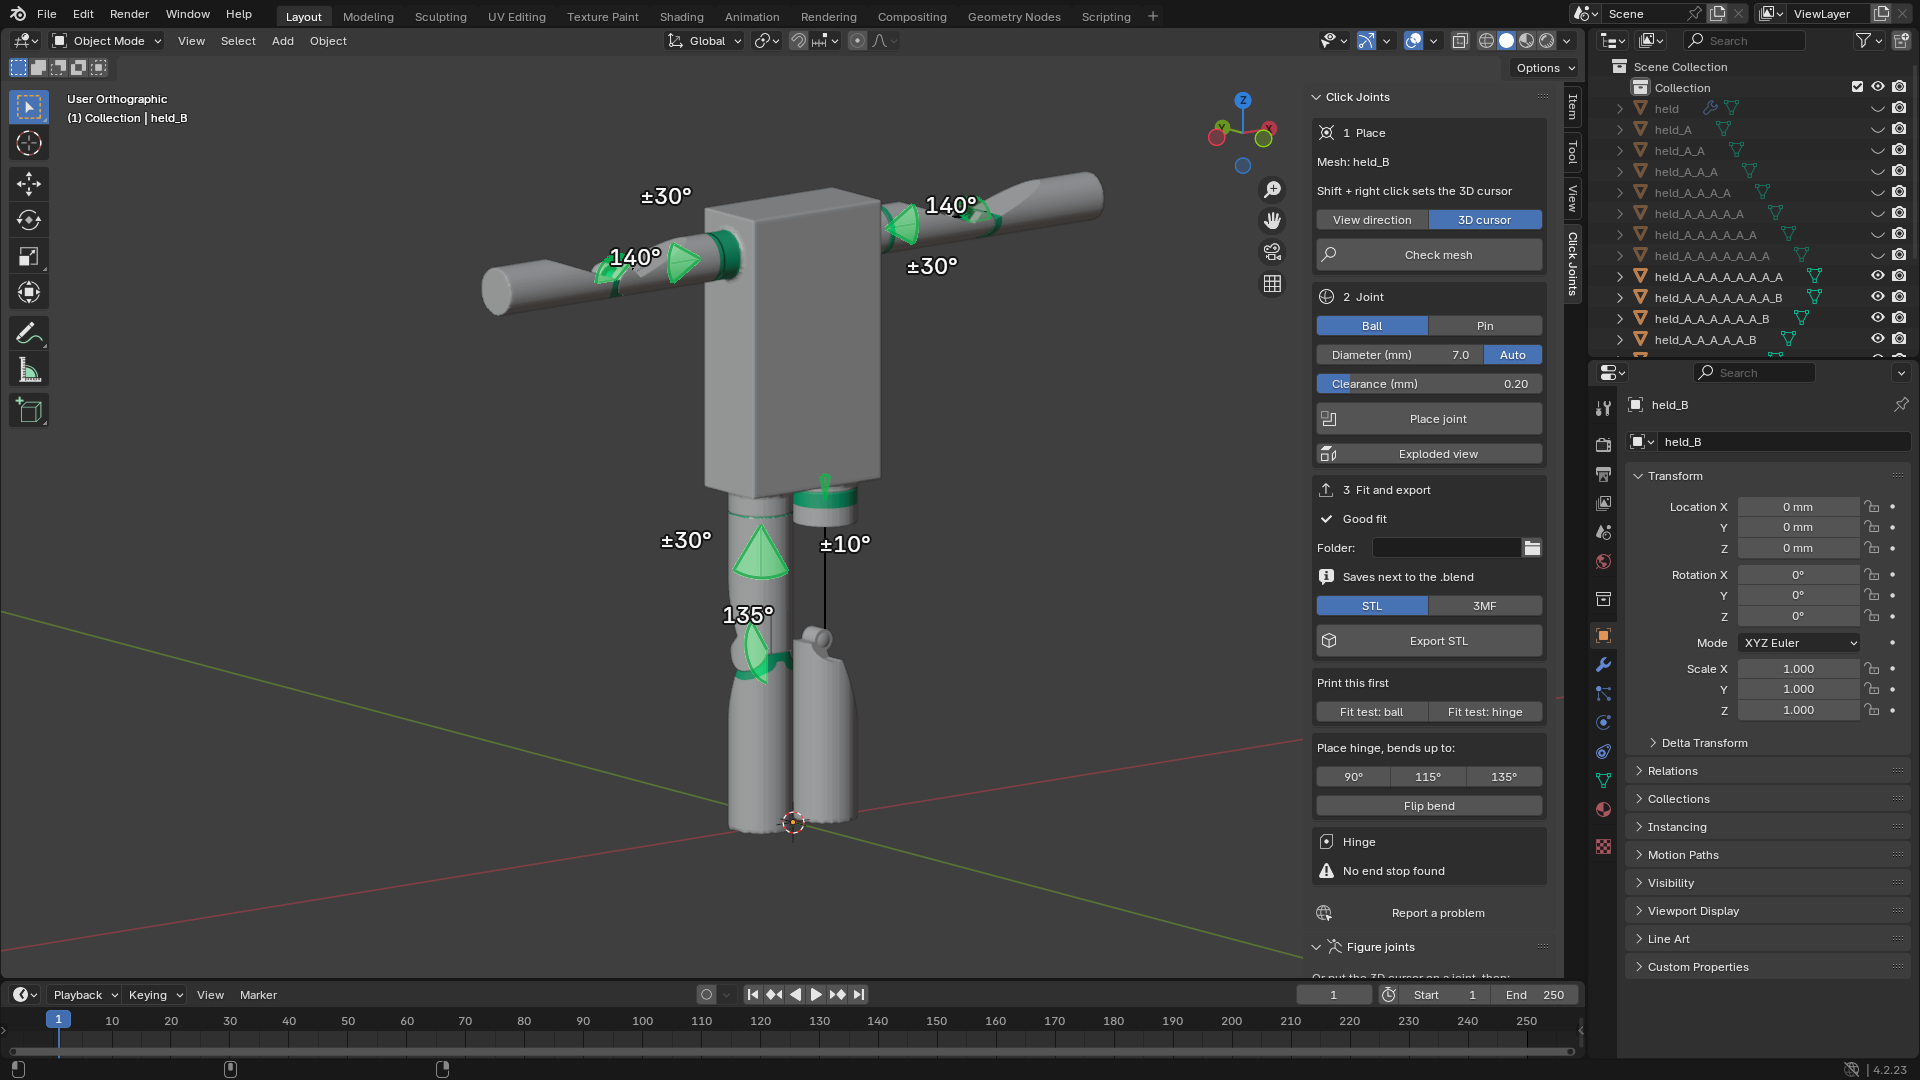 File Edit Render Window Help
Layout Modeling Sculpting UV Editing Texture Paint Shading Animation Rendering Compositing Geometry Nodes Scripting
Scene
ViewLayer
Object Mode View Select Add Object
Global
Search
Options
User Orthographic
(1) Collection | held_B
Z
Y
X
±30°
140°
140°
±30°
±30°
±10°
135°
Click Joints
1 Place
Mesh: held_B
Shift + right click sets the 3D cursor
View direction 3D cursor
Check mesh
2 Joint
Ball Pin
Diameter (mm) 7.0 Auto
Clearance (mm) 0.20
Place joint
Exploded view
3 Fit and export
Good fit
Folder:
Saves next to the .blend
STL 3MF
Export STL
Print this first
Fit test: ball Fit test: hinge
Place hinge, bends up to:
90° 115° 135°
Flip bend
Hinge
No end stop found
Report a problem
Figure joints
Or put the 3D cursor on a joint, then:
Item
Tool
View
Click Joints
Scene Collection
Collection
held
held_A
held_A_A
held_A_A_A
held_A_A_A_A
held_A_A_A_A_A
held_A_A_A_A_A_A
held_A_A_A_A_A_A_A
held_A_A_A_A_A_A_A_A
held_A_A_A_A_A_A_A_B
held_A_A_A_A_A_A_B
held_A_A_A_A_A_B
Search
held_B
held_B
Transform
Location X 0 mm
Y 0 mm
Z 0 mm
Rotation X 0°
Y 0°
Z 0°
Mode XYZ Euler
Scale X 1.000
Y 1.000
Z 1.000
Delta Transform
Relations
Collections
Instancing
Motion Paths
Visibility
Viewport Display
Line Art
Custom Properties
Playback Keying View Marker
1 Start 1 End 250
1 10 20 30 40 50 60 70 80 90 100 110 120 130 140 150 160 170 180 190 200 210 220 230 240 250
4.2.23